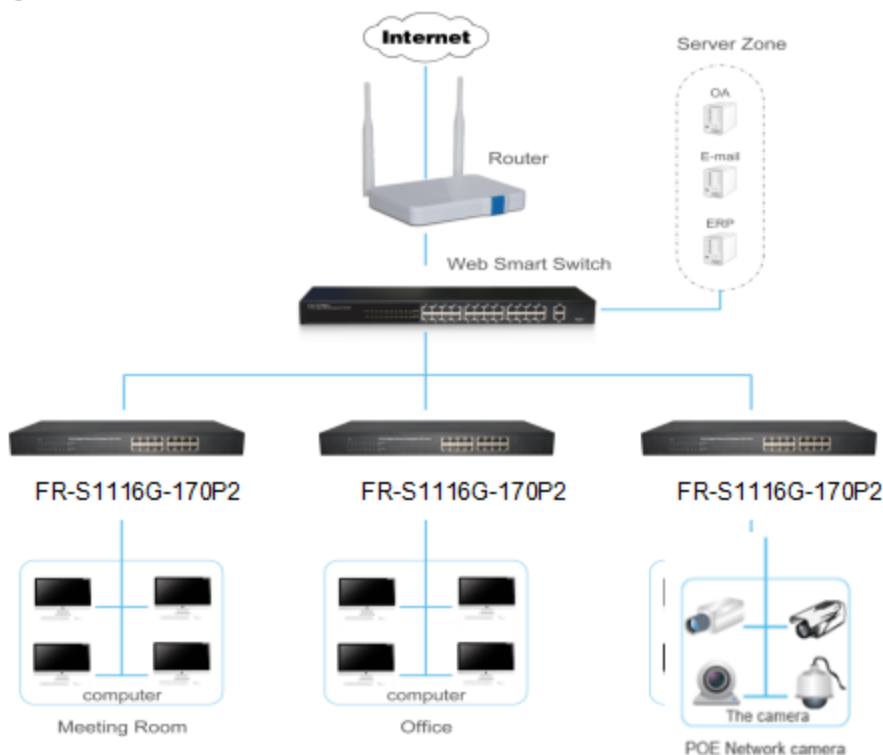 Internet
Server Zone
OA
E-mail
ERP
Router
Web Smart Switch
FR-S1116G-170P2
FR-S1116G-170P2
FR-S1116G-170P2
computer
Meeting Room
computer
Office
The camera
POE Network camera